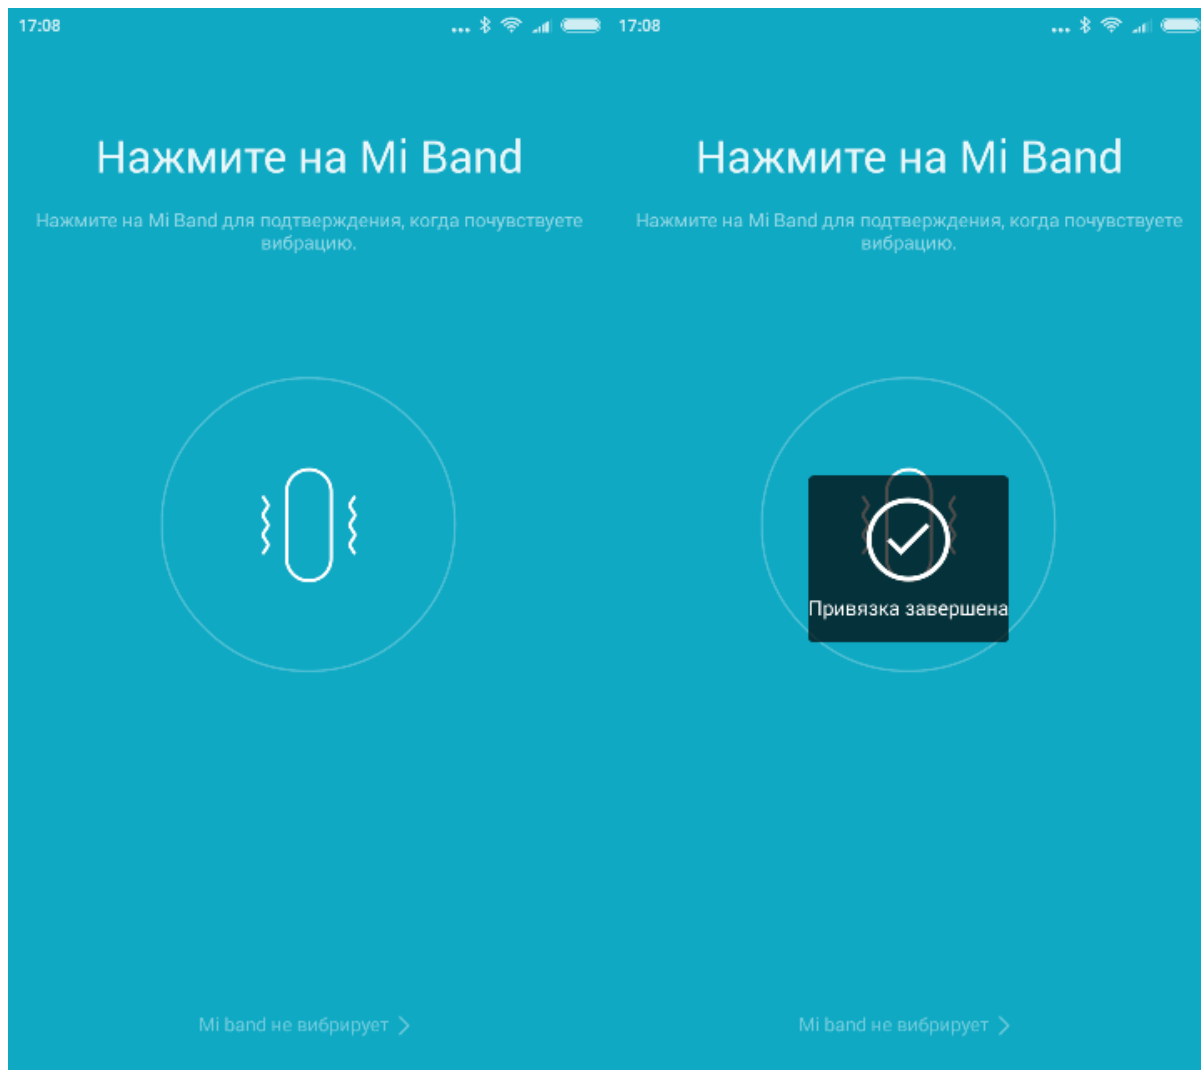 17:08
Нажмите на Mi Band
Нажмите на Mi Band для подтверждения, когда почувствуете
вибрацию.
Mi band не вибрирует
17:08
Нажмите на Mi Band
Нажмите на Mi Band для подтверждения, когда почувствуете
вибрацию.
Привязка завершена
Mi band не вибрирует